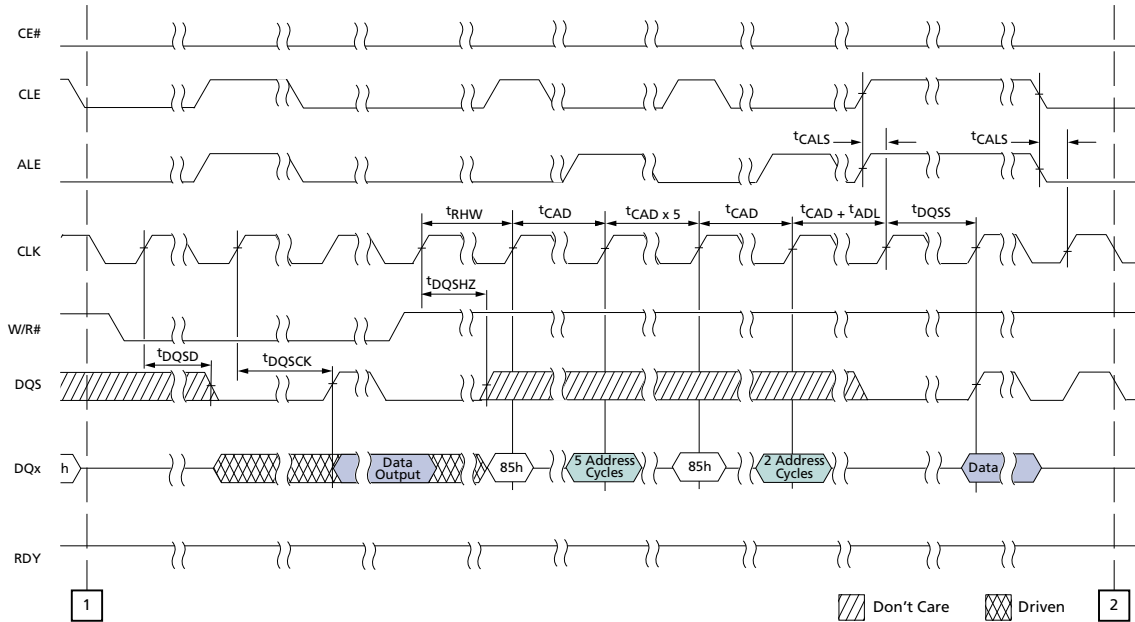 CE#
CLE
tCALS
tCALS
ALE
tRHW
tCAD
tCAD x 5
tCAD
tCAD + tADL
tDQSS
CLK
tDQSHZ
W/R#
tDQSD
tDQSCK
DQS
DQx
h
Data
Output
85h
5 Address
Cycles
85h
2 Address
Cycles
Data
RDY
1
Don't Care
Driven
2